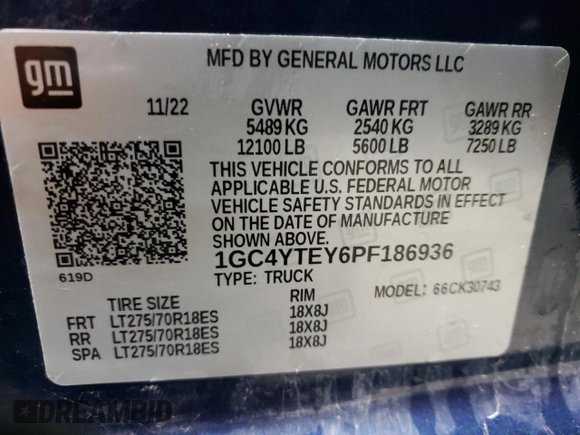 gm
MFD BY GENERAL MOTORS LLC
11/22 GVWR GAWR FRT GAWR RR
5489 KG 2540 KG 3289 KG
12100 LB 5600 LB 7250 LB
THIS VEHICLE CONFORMS TO ALL
APPLICABLE U.S. FEDERAL MOTOR
VEHICLE SAFETY STANDARDS IN EFFECT
ON THE DATE OF MANUFACTURE
SHOWN ABOVE.
1GC4YTEY6PF186936
619D
TYPE: TRUCK MODEL: 66CK30743
TIRE SIZE RIM
FRT LT275/70R18ES 18X8J
RR LT275/70R18ES 18X8J
SPA LT275/70R18ES 18X8J
DREAMBID